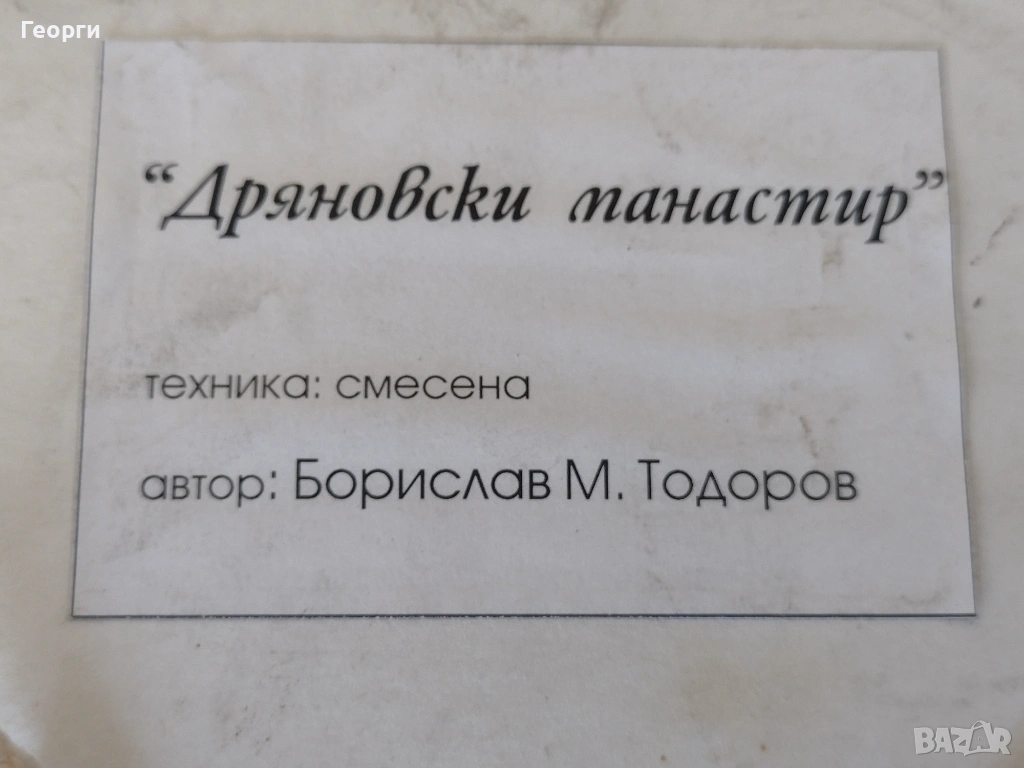 Георги
“Дряновски манастир”
техника: смесена
автор: Борислав М. Тодоров
BAZAR